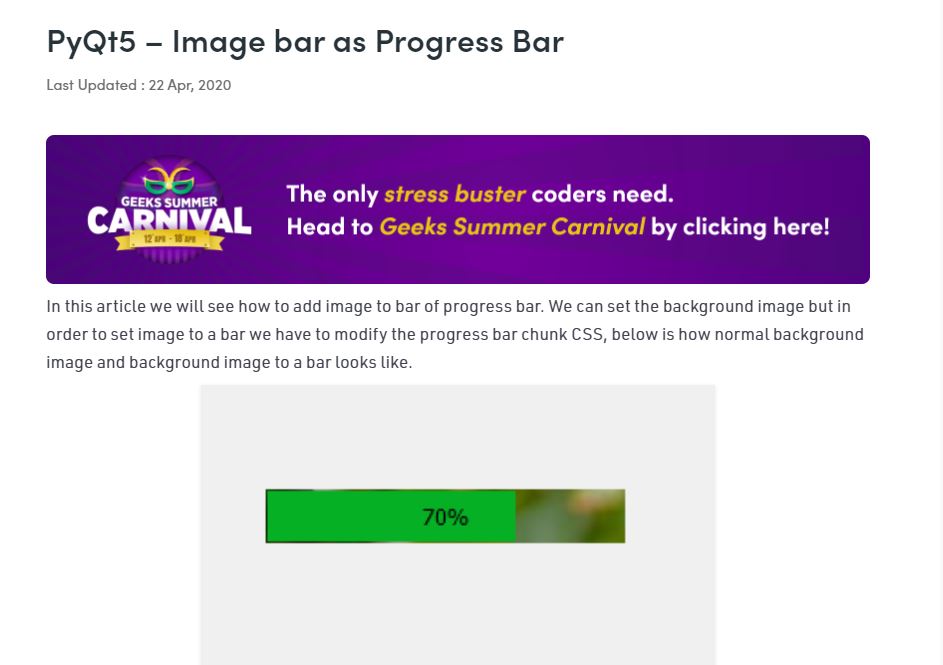 PyQt5 – Image bar as Progress Bar
Last Updated : 22 Apr, 2020
GEEKS SUMMER
CARNIVAL
12 APR - 18 APR
The only stress buster coders need.
Head to Geeks Summer Carnival by clicking here!
In this article we will see how to add image to bar of progress bar. We can set the background image but in
order to set image to a bar we have to modify the progress bar chunk CSS, below is how normal background
image and background image to a bar looks like.
70%